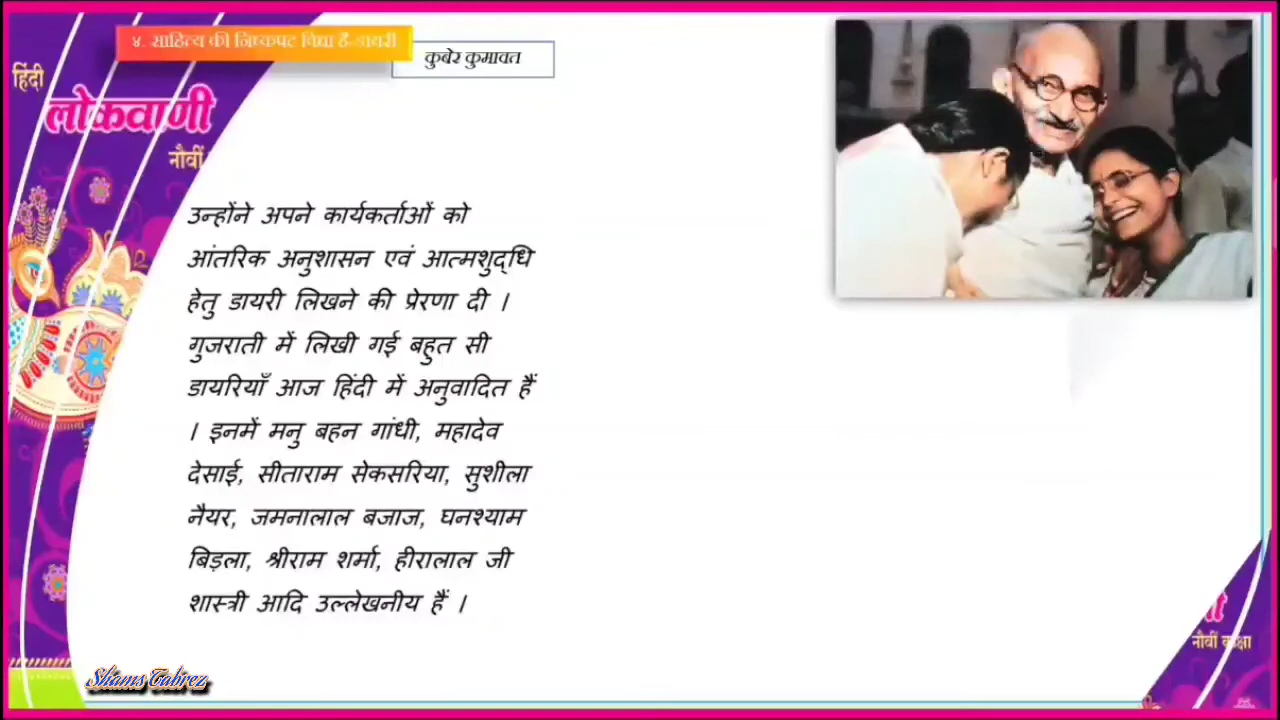 ४. साहित्य की निष्कपट विधा है-डायरी
कुबेर कुमावत
हिंदी
लोकवाणी
नौवीं
उन्होंने अपने कार्यकर्ताओं को
आंतरिक अनुशासन एवं आत्मशुद्धि
हेतु डायरी लिखने की प्रेरणा दी ।
गुजराती में लिखी गई बहुत सी
डायरियाँ आज हिंदी में अनुवादित हैं
। इनमें मनु बहन गांधी, महादेव
देसाई, सीताराम सेकसरिया, सुशीला
नैयर, जमनालाल बजाज, घनश्याम
बिड़ला, श्रीराम शर्मा, हीरालाल जी
शास्त्री आदि उल्लेखनीय हैं ।
नौवीं कक्षा
Shams Tabrez